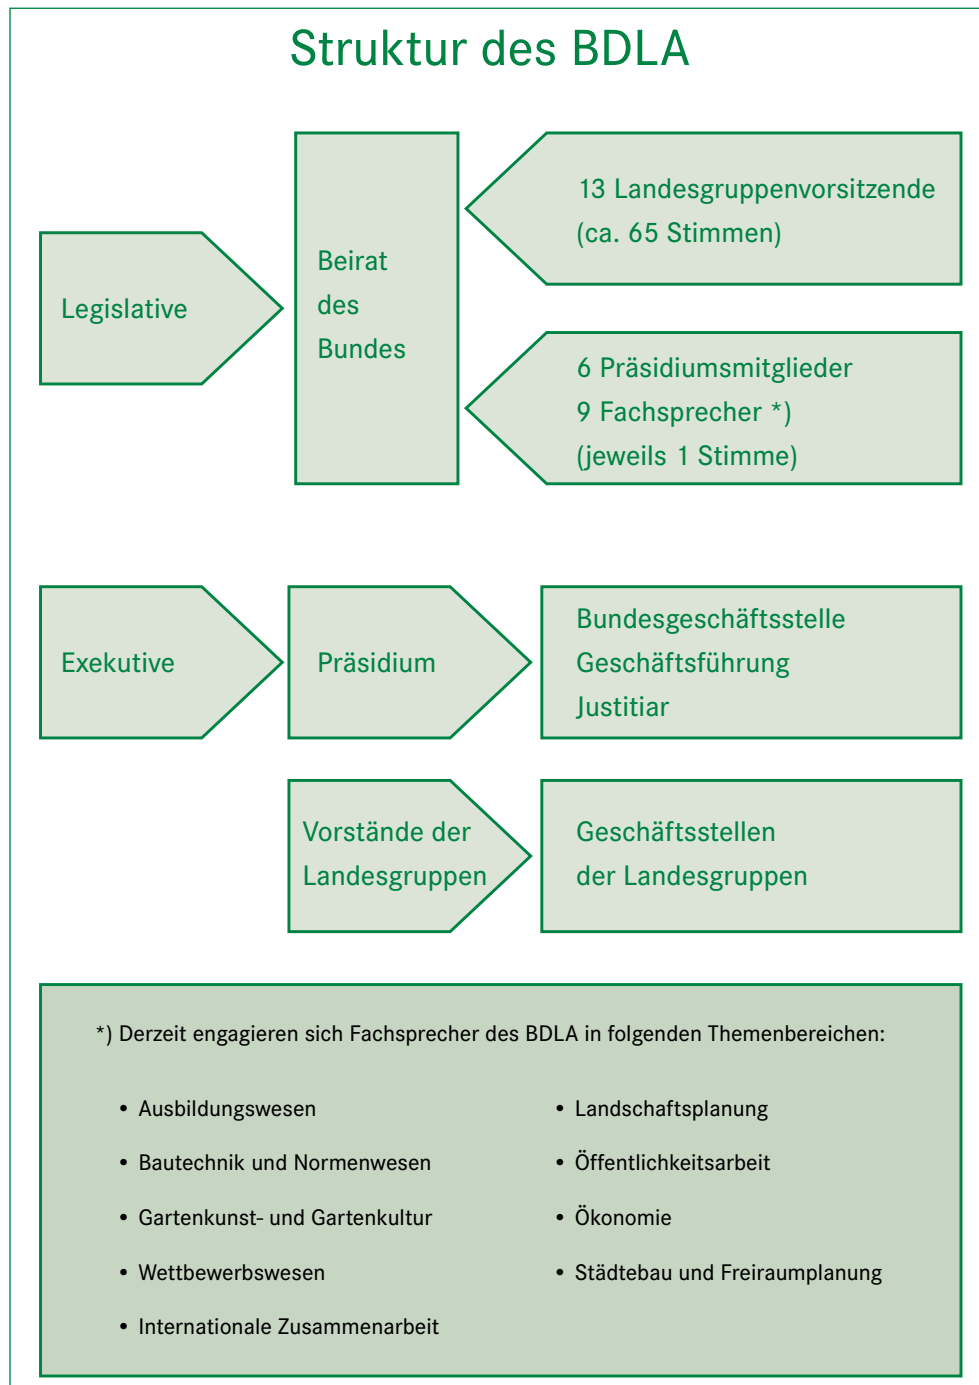 Struktur des BDLA
Legislative
Beirat
des
Bundes
13 Landesgruppenvorsitzende
(ca. 65 Stimmen)
6 Präsidiumsmitglieder
9 Fachsprecher *)
(jeweils 1 Stimme)
Exekutive
Präsidium
Bundesgeschäftsstelle
Geschäftsführung
Justitiar
Vorstände der
Landesgruppen
Geschäftsstellen
der Landesgruppen
*) Derzeit engagieren sich Fachsprecher des BDLA in folgenden Themenbereichen:
• Ausbildungswesen
• Bautechnik und Normenwesen
• Gartenkunst- und Gartenkultur
• Wettbewerbswesen
• Internationale Zusammenarbeit
• Landschaftsplanung
• Öffentlichkeitsarbeit
• Ökonomie
• Städtebau und Freiraumplanung